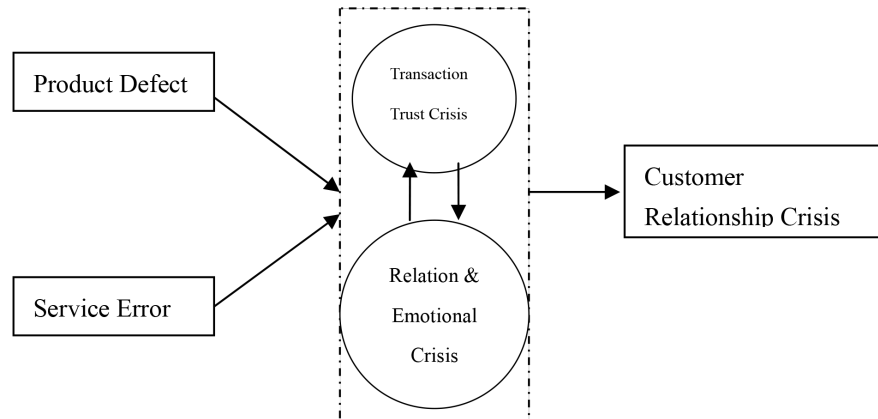 Product Defect
Service Error
Transaction
Trust Crisis
Relation &
Emotional
Crisis
Customer
Relationship Crisis